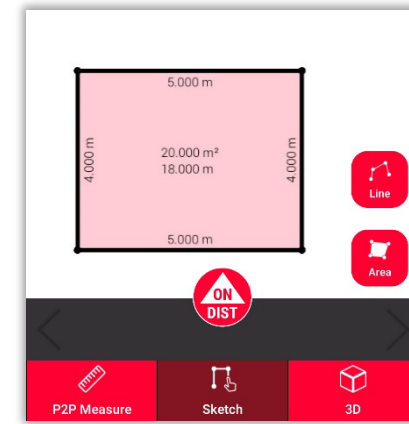 5.000 m
4.000 m
20.000 m²
18.000 m
4.000 m
5.000 m
Line
Area
ON
DIST
P2P Measure
Sketch
3D